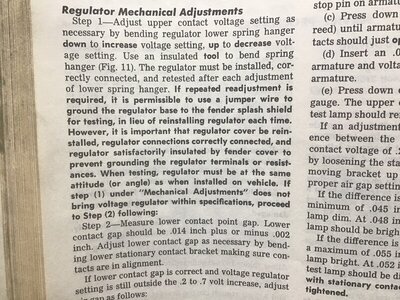 Regulator Mechanical Adjustments
Step 1—Adjust upper contact voltage setting as
necessary by bending regulator lower spring hanger
down to increase voltage setting, up to decrease volt-
age setting. Use an insulated tool to bend spring
hanger (Fig. 11). The regulator must be installed, cor-
rectly connected, and retested after each adjustment
of lower spring hanger. If repeated readjustment is
required, it is permissible to use a jumper wire to
ground the regulator base to the fender splash shield
for testing, in lieu of reinstalling regulator each time.
However, it is important that regulator cover be rein-
stalled, regulator connections correctly connected, and
regulator satisfactorily insulated by fender cover to
prevent grounding the regulator terminals or resist-
ances. When testing, regulator must be at the same
attitude (or angle) as when installed on vehicle. If
step (1) under "Mechanical Adjustments" does not
bring voltage regulator within specifications, proceed
to Step (2) following:
Step 2—Measure lower contact point gap. Lower
contact gap should be .014 inch plus or minus .002
inch. Adjust lower contact gap as necessary by bend-
ing lower stationary contact bracket making sure con-
tacts are in alignment.
If lower contact gap is correct and voltage regulator
setting is still outside the .2 to .7 volt increase, adjust
gap as follows:
stop pin on armatu
(c) Press down
reed) until armatu
tacts should just op
(d) Insert an .0
armature and volta
armature.
(e) Press down
gauge. The upper c
test lamp should re
If an adjustment
ence between the
contact voltage of .2
by loosening the sta
moving bracket up
proper air gap settin
If the difference is
minimum of .045 in
lamp dim. At .048 i
lamp should be brigh
If the difference is
a maximum of .055 i
lamp bright. At .052
test lamp should be di
with stationary contact
tightened.